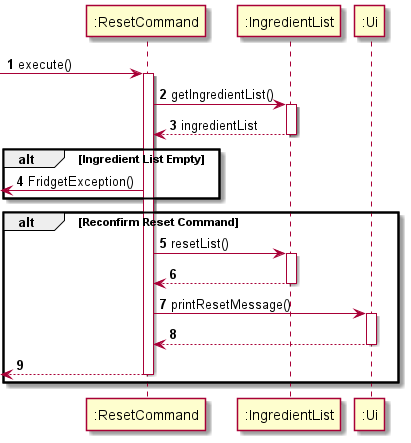 :ResetCommand :IngredientList :Ui
1 execute()
2 getIngredientList()
3 ingredientList
alt [Ingredient List Empty]
4 FridgetException()
alt [Reconfirm Reset Command]
5 resetList()
6
7 printResetMessage()
8
9
:ResetCommand :IngredientList :Ui